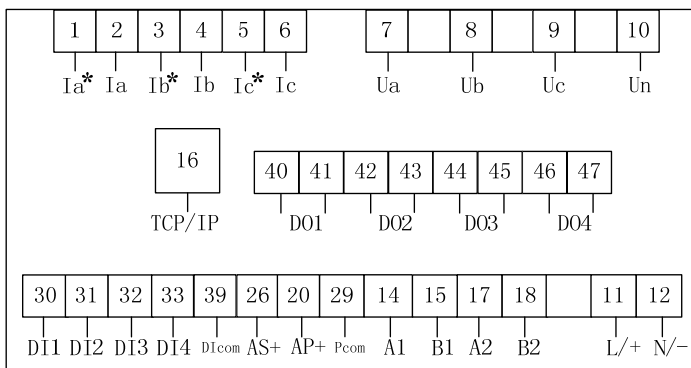 1 2 3 4 5 6 7 8 9 10
Ia* Ia Ib* Ib Ic* Ic Ua Ub Uc Un
16 40 41 42 43 44 45 46 47
TCP/IP DO1 DO2 DO3 DO4
30 31 32 33 39 26 20 29 14 15 17 18 11 12
DI1 DI2 DI3 DI4 DIcom AS+ AP+ Pcom A1 B1 A2 B2 L/+ N/-